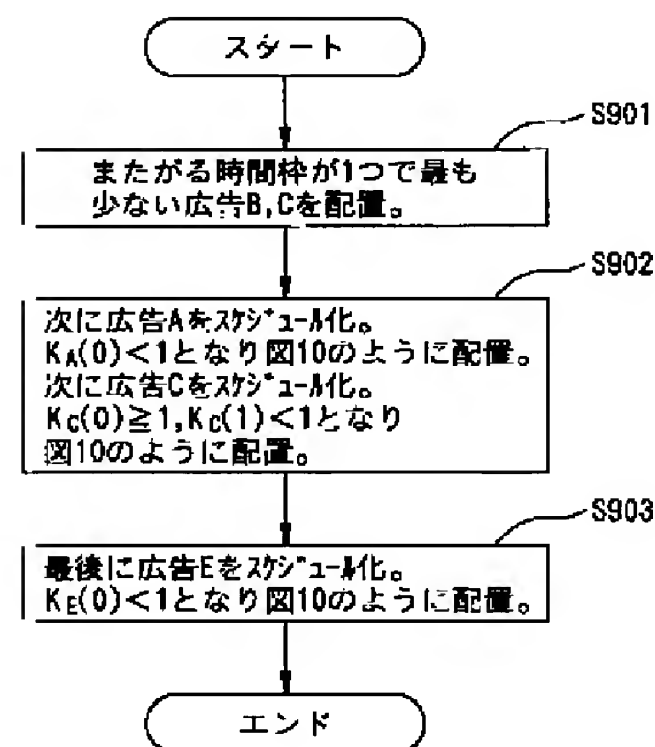 スタート
S901
またがる時間枠が1つで最も
少ない広告B,Cを配置。
S902
次に広告Aをｽｹｼﾞｭｰﾙ化。
KA(0)<1となり図10のように配置。
次に広告Cをｽｹｼﾞｭｰﾙ化。
KC(0)≧1,KC(1)<1となり
図10のように配置。
S903
最後に広告Eをｽｹｼﾞｭｰﾙ化。
KE(0)<1となり図10のように配置。
エンド